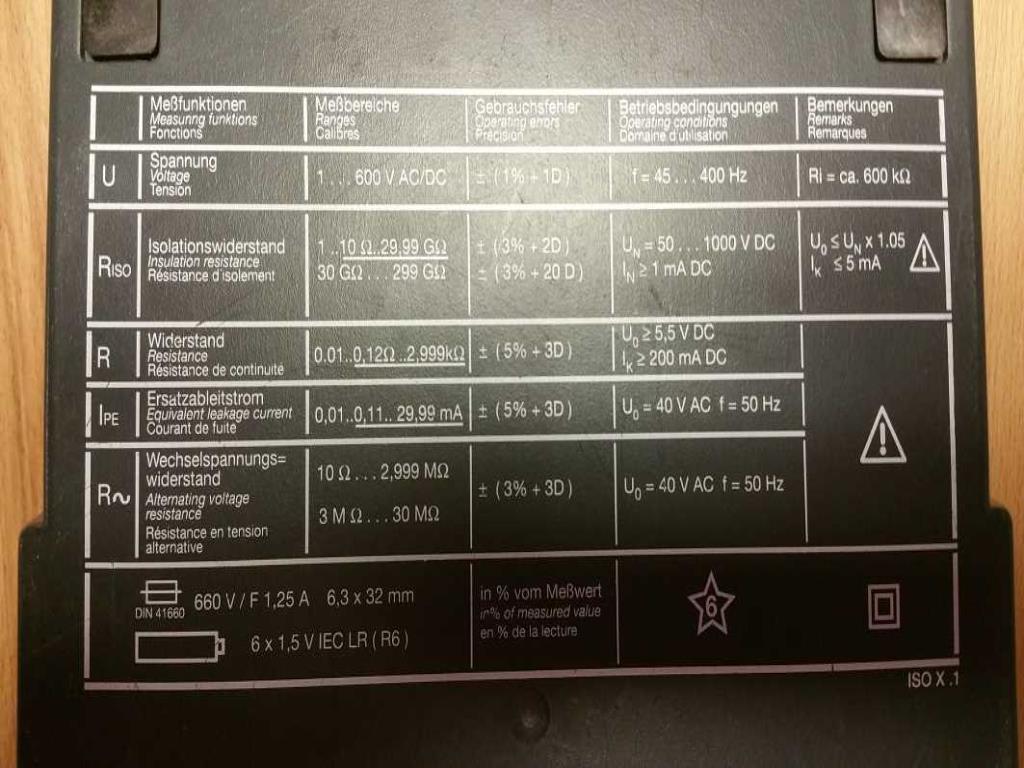 Meßfunktionen
Measuring funktions
Fonctions
Meßbereiche
Ranges
Calibres
Gebrauchsfehler
Operating errors
Précision
Betriebsbedingungungen
Operating conditions
Domaine d'utilisation
Bemerkungen
Remarks
Remarques
U
Spannung
Voltage
Tension
1 ... 600 V AC/DC
± (1% + 1D)
f = 45 ... 400 Hz
Ri = ca. 600 kΩ
RISO
Isolationswiderstand
Insulation resistance
Résistance d'isolement
1..10 Ω..29,99 GΩ
30 GΩ ... 299 GΩ
± (3% + 2D)
± (3% + 20 D)
UN = 50 ... 1000 V DC
IN ≥ 1 mA DC
U0 ≤ UN x 1.05
IK ≤ 5 mA
R
Widerstand
Resistance
Résistance de continuité
0.01..0,12Ω..2,999kΩ
± (5% + 3D)
U0 ≥ 5,5 V DC
IK ≥ 200 mA DC
IPE
Ersatzableitstrom
Equivalent leakage current
Courant de fuite
0,01..0,11..29,99 mA
± (5% + 3D)
U0 = 40 V AC f = 50 Hz
R~
Wechselspannungs=
widerstand
Alternating voltage
resistance
Résistance en tension
alternative
10 Ω ... 2,999 MΩ
3 M Ω ... 30 MΩ
± (3% + 3D)
U0 = 40 V AC f = 50 Hz
DIN 41660
660 V / F 1,25 A 6,3 x 32 mm
6 x 1,5 V IEC LR ( R6 )
in % vom Meßwert
in% of measured value
en % de la lecture
6
ISO X .1